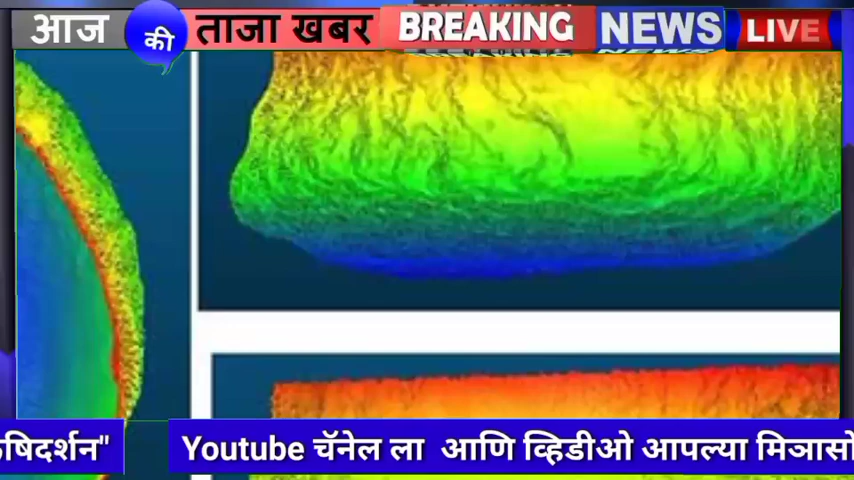 आज की ताजा खबर BREAKING NEWS LIVE
षिदर्शन" Youtube चॅनेल ला आणि व्हिडीओ आपल्या मित्रासो